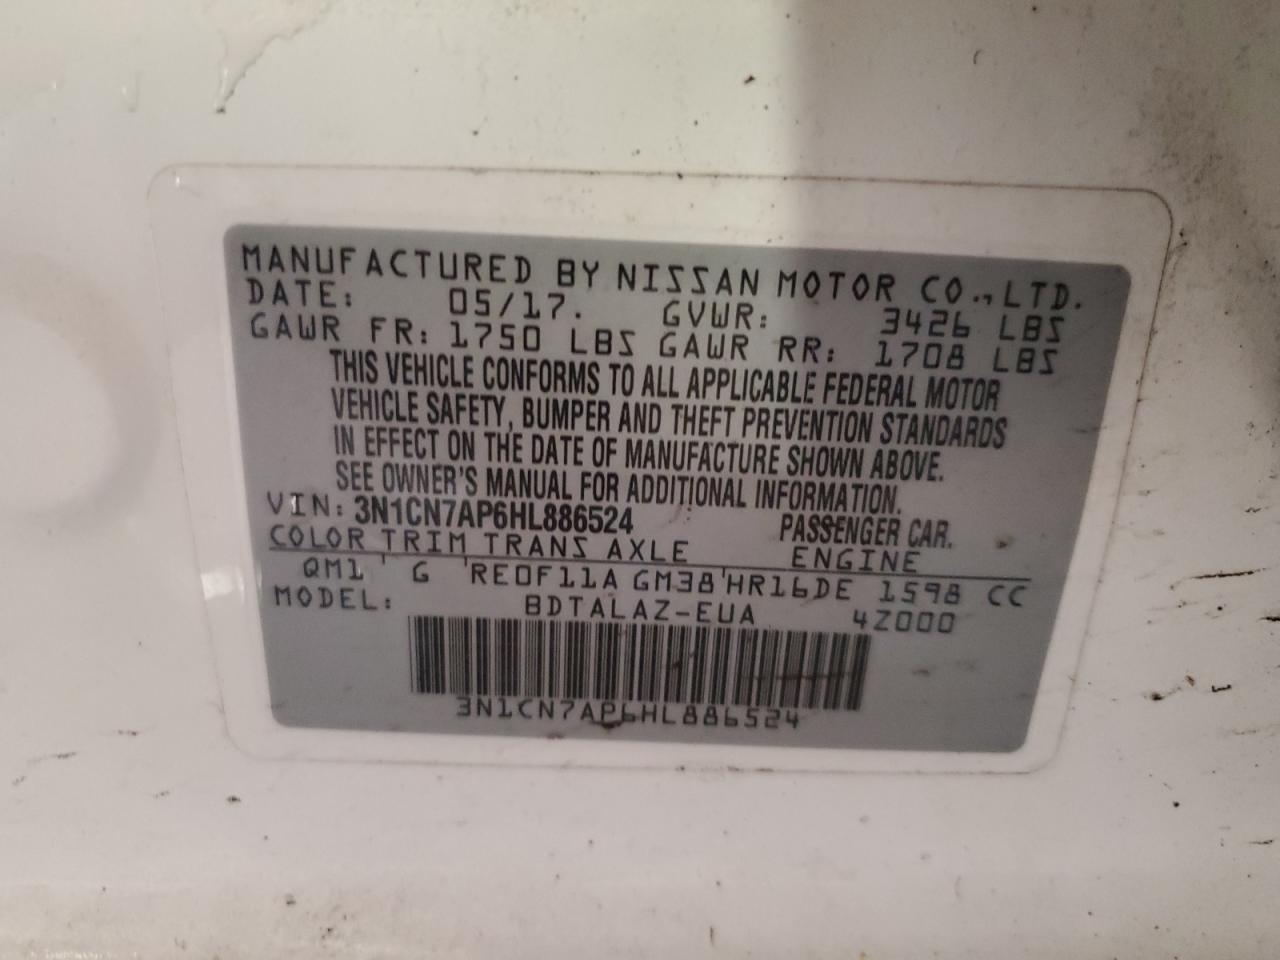 MANUFACTURED BY NISSAN MOTOR CO., LTD.
DATE: 05/17. GVWR: 3426 LBS
GAWR FR: 1750 LBS GAWR RR: 1708 LBS
THIS VEHICLE CONFORMS TO ALL APPLICABLE FEDERAL MOTOR
VEHICLE SAFETY, BUMPER AND THEFT PREVENTION STANDARDS
IN EFFECT ON THE DATE OF MANUFACTURE SHOWN ABOVE.
SEE OWNER'S MANUAL FOR ADDITIONAL INFORMATION.
VIN: 3N1CN7AP6HL886524 PASSENGER CAR.
COLOR TRIM TRANS AXLE ENGINE
QM1 G RE0F11A GM38 HR16DE 1598 CC
MODEL: BDTALAZ-EUA 4Z000
3N1CN7AP6HL886524